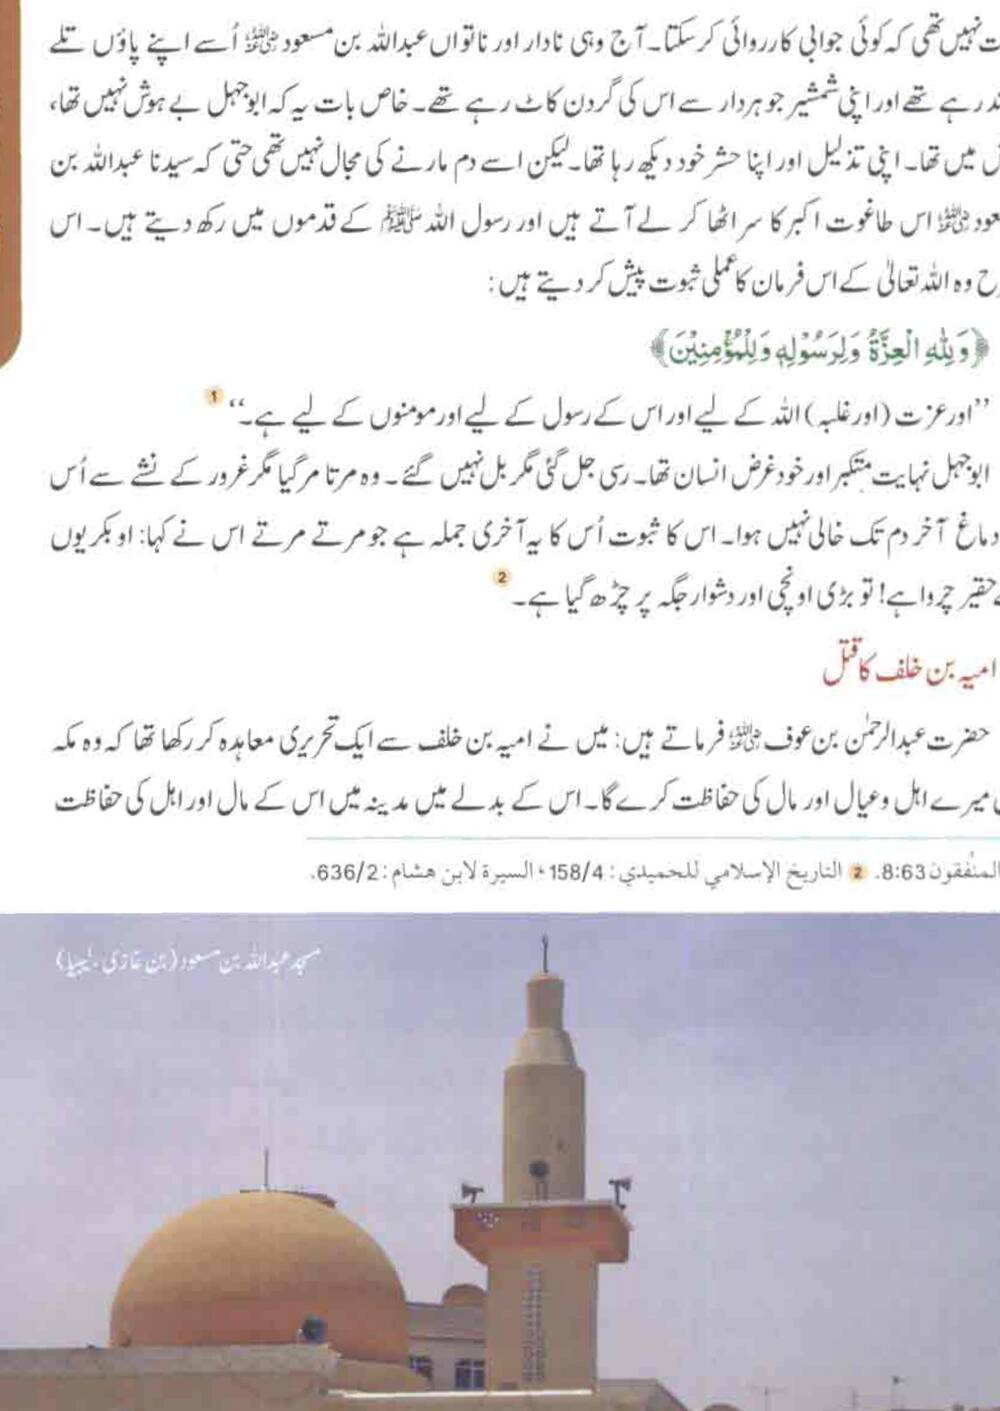 نہیں تھی کہ کوئی جوابی کارروائی کر سکتا۔ آج وہی نادار اور ناتواں عبداللہ بن مسعود رضی اللہ عنہ اُسے اپنے پاؤں تلے
رہے تھے اور اپنی شمشیر جوہردار سے اس کی گردن کاٹ رہے تھے۔ خاص بات یہ کہ ابوجہل بے ہوش نہیں تھا،
میں تھا۔ اپنی تذلیل اور اپنا حشر خود دیکھ رہا تھا۔ لیکن اسے دم مارنے کی مجال نہیں تھی حتی کہ سیدنا عبداللہ بن
رضی اللہ عنہ اس طاغوت اکبر کا سر اٹھا کر لے آتے ہیں اور رسول اللہ ﷺ کے قدموں میں رکھ دیتے ہیں۔ اس
وہ اللہ تعالیٰ کے اس فرمان کا عملی ثبوت پیش کر دیتے ہیں:
﴿وَلِلّٰهِ الْعِزَّةُ وَلِرَسُوْلِهٖ وَلِلْمُؤْمِنِيْنَ﴾
”اور عزت (اور غلبہ) اللہ کے لیے اور اس کے رسول کے لیے اور مومنوں کے لیے ہے۔“ 1
ابوجہل نہایت متکبر اور خود غرض انسان تھا۔ رسی جل گئی مگر بل نہیں گئے۔ وہ مرتا مر گیا مگر غرور کے نشے سے اُس
دماغ آخر دم تک خالی نہیں ہوا۔ اس کا ثبوت اُس کا یہ آخری جملہ ہے جو مرتے مرتے اس نے کہا: او بکریوں
حقیر چرواہے! تو بڑی اونچی اور دشوار جگہ پر چڑھ گیا ہے۔ 2
امیہ بن خلف کا قتل
حضرت عبدالرحمٰن بن عوف رضی اللہ عنہ فرماتے ہیں: میں نے امیہ بن خلف سے ایک تحریری معاہدہ کر رکھا تھا کہ وہ مکہ
میرے اہل و عیال اور مال کی حفاظت کرے گا۔ اس کے بدلے میں مدینہ میں اس کے مال اور اہل کی حفاظت
المنٰفقون 8:63. 2 التاريخ الإسلامي للحميدي: 158/4، السيرة لابن هشام: 636/2.
مسجد عبداللہ بن مسعود (بن غازی، لیبیا)